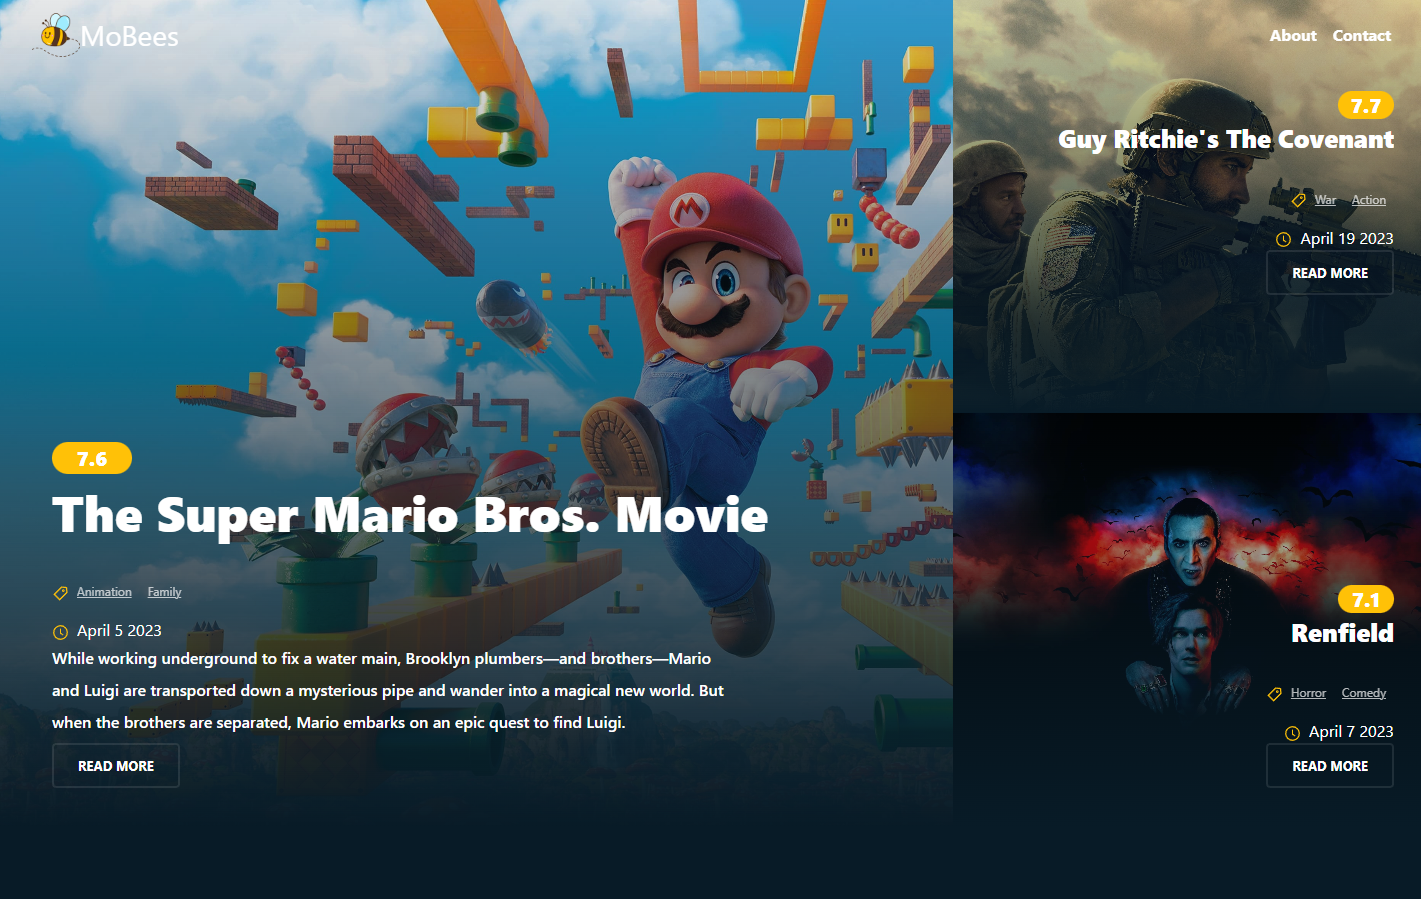 MoBees
About Contact
7.6
The Super Mario Bros. Movie
Animation Family
April 5 2023
While working underground to fix a water main, Brooklyn plumbers—and brothers—Mario
and Luigi are transported down a mysterious pipe and wander into a magical new world. But
when the brothers are separated, Mario embarks on an epic quest to find Luigi.
READ MORE
7.7
Guy Ritchie's The Covenant
War Action
April 19 2023
READ MORE
7.1
Renfield
Horror Comedy
April 7 2023
READ MORE